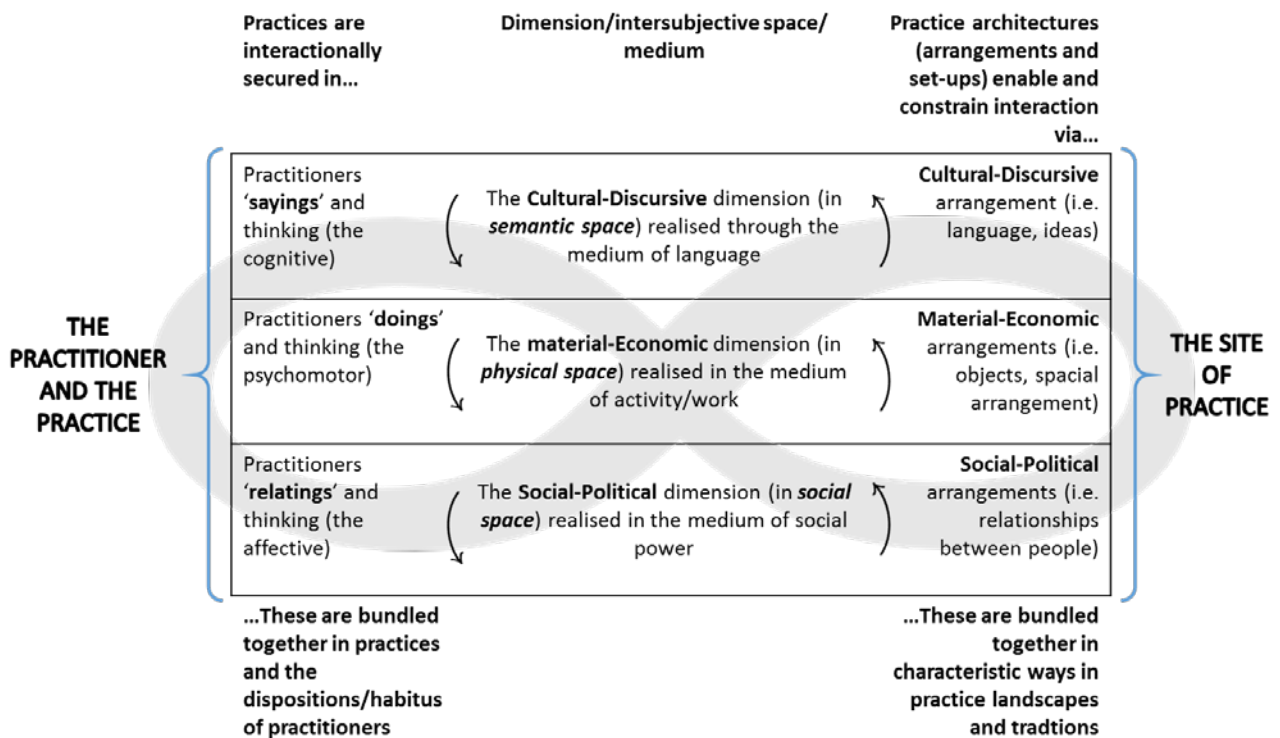 Practices are
interactionally
secured in...
Dimension/intersubjective space/
medium
Practice architectures
(arrangements and
set-ups) enable and
constrain interaction
via...
THE
PRACTITIONER
AND THE
PRACTICE
Practitioners
‘sayings’ and
thinking (the
cognitive)
The Cultural-Discursive dimension (in
semantic space) realised through the
medium of language
Cultural-Discursive
arrangement (i.e.
language, ideas)
Practitioners ‘doings’
and thinking (the
psychomotor)
The material-Economic dimension (in
physical space) realised in the medium
of activity/work
Material-Economic
arrangements (i.e.
objects, spacial
arrangement)
Practitioners
‘relatings’ and
thinking (the
affective)
The Social-Political dimension (in social
space) realised in the medium of social
power
Social-Political
arrangements (i.e.
relationships
between people)
THE SITE
OF
PRACTICE
...These are bundled
together in practices
and the
dispositions/habitus
of practitioners
...These are bundled
together in
characteristic ways in
practice landscapes
and tradtions